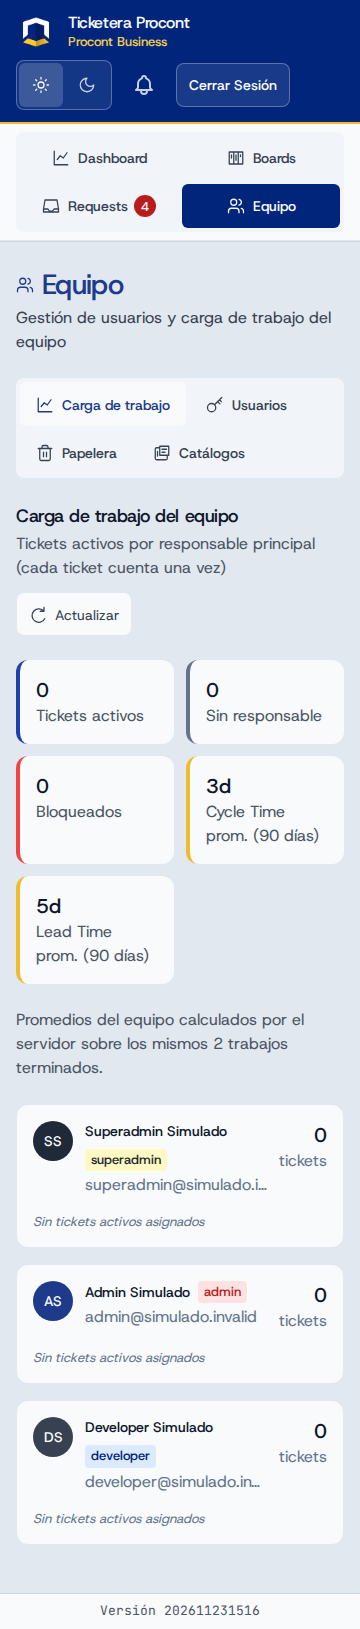 Ticketera Procont
Procont Business
Cerrar Sesión
Dashboard
Boards
Requests 4
Equipo
Equipo
Gestión de usuarios y carga de trabajo del
equipo
Carga de trabajo
Usuarios
Papelera
Catálogos
Carga de trabajo del equipo
Tickets activos por responsable principal
(cada ticket cuenta una vez)
Actualizar
0
Tickets activos
0
Sin responsable
0
Bloqueados
3d
Cycle Time
prom. (90 días)
5d
Lead Time
prom. (90 días)
Promedios del equipo calculados por el
servidor sobre los mismos 2 trabajos
terminados.
SS
Superadmin Simulado
superadmin
superadmin@simulado.i...
0
tickets
Sin tickets activos asignados
AS
Admin Simulado admin
admin@simulado.invalid
0
tickets
Sin tickets activos asignados
DS
Developer Simulado
developer
developer@simulado.in...
0
tickets
Sin tickets activos asignados
Versión 202611231516